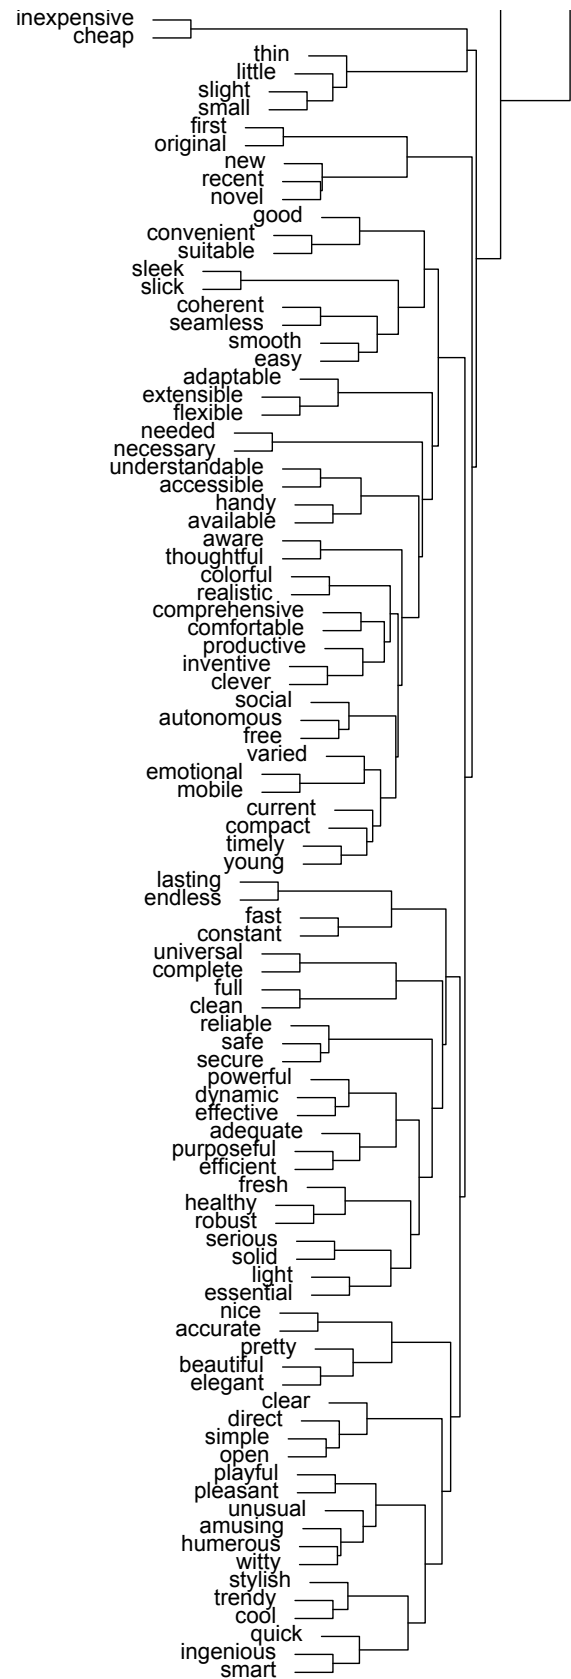 inexpensive
cheap
thin
little
slight
small
first
original
new
recent
novel
good
convenient
suitable
sleek
slick
coherent
seamless
smooth
easy
adaptable
extensible
flexible
needed
necessary
understandable
accessible
handy
available
aware
thoughtful
colorful
realistic
comprehensive
comfortable
productive
inventive
clever
social
autonomous
free
varied
emotional
mobile
current
compact
timely
young
lasting
endless
fast
constant
universal
complete
full
clean
reliable
safe
secure
powerful
dynamic
effective
adequate
purposeful
efficient
fresh
healthy
robust
serious
solid
light
essential
nice
accurate
pretty
beautiful
elegant
clear
direct
simple
open
playful
pleasant
unusual
amusing
humerous
witty
stylish
trendy
cool
quick
ingenious
smart